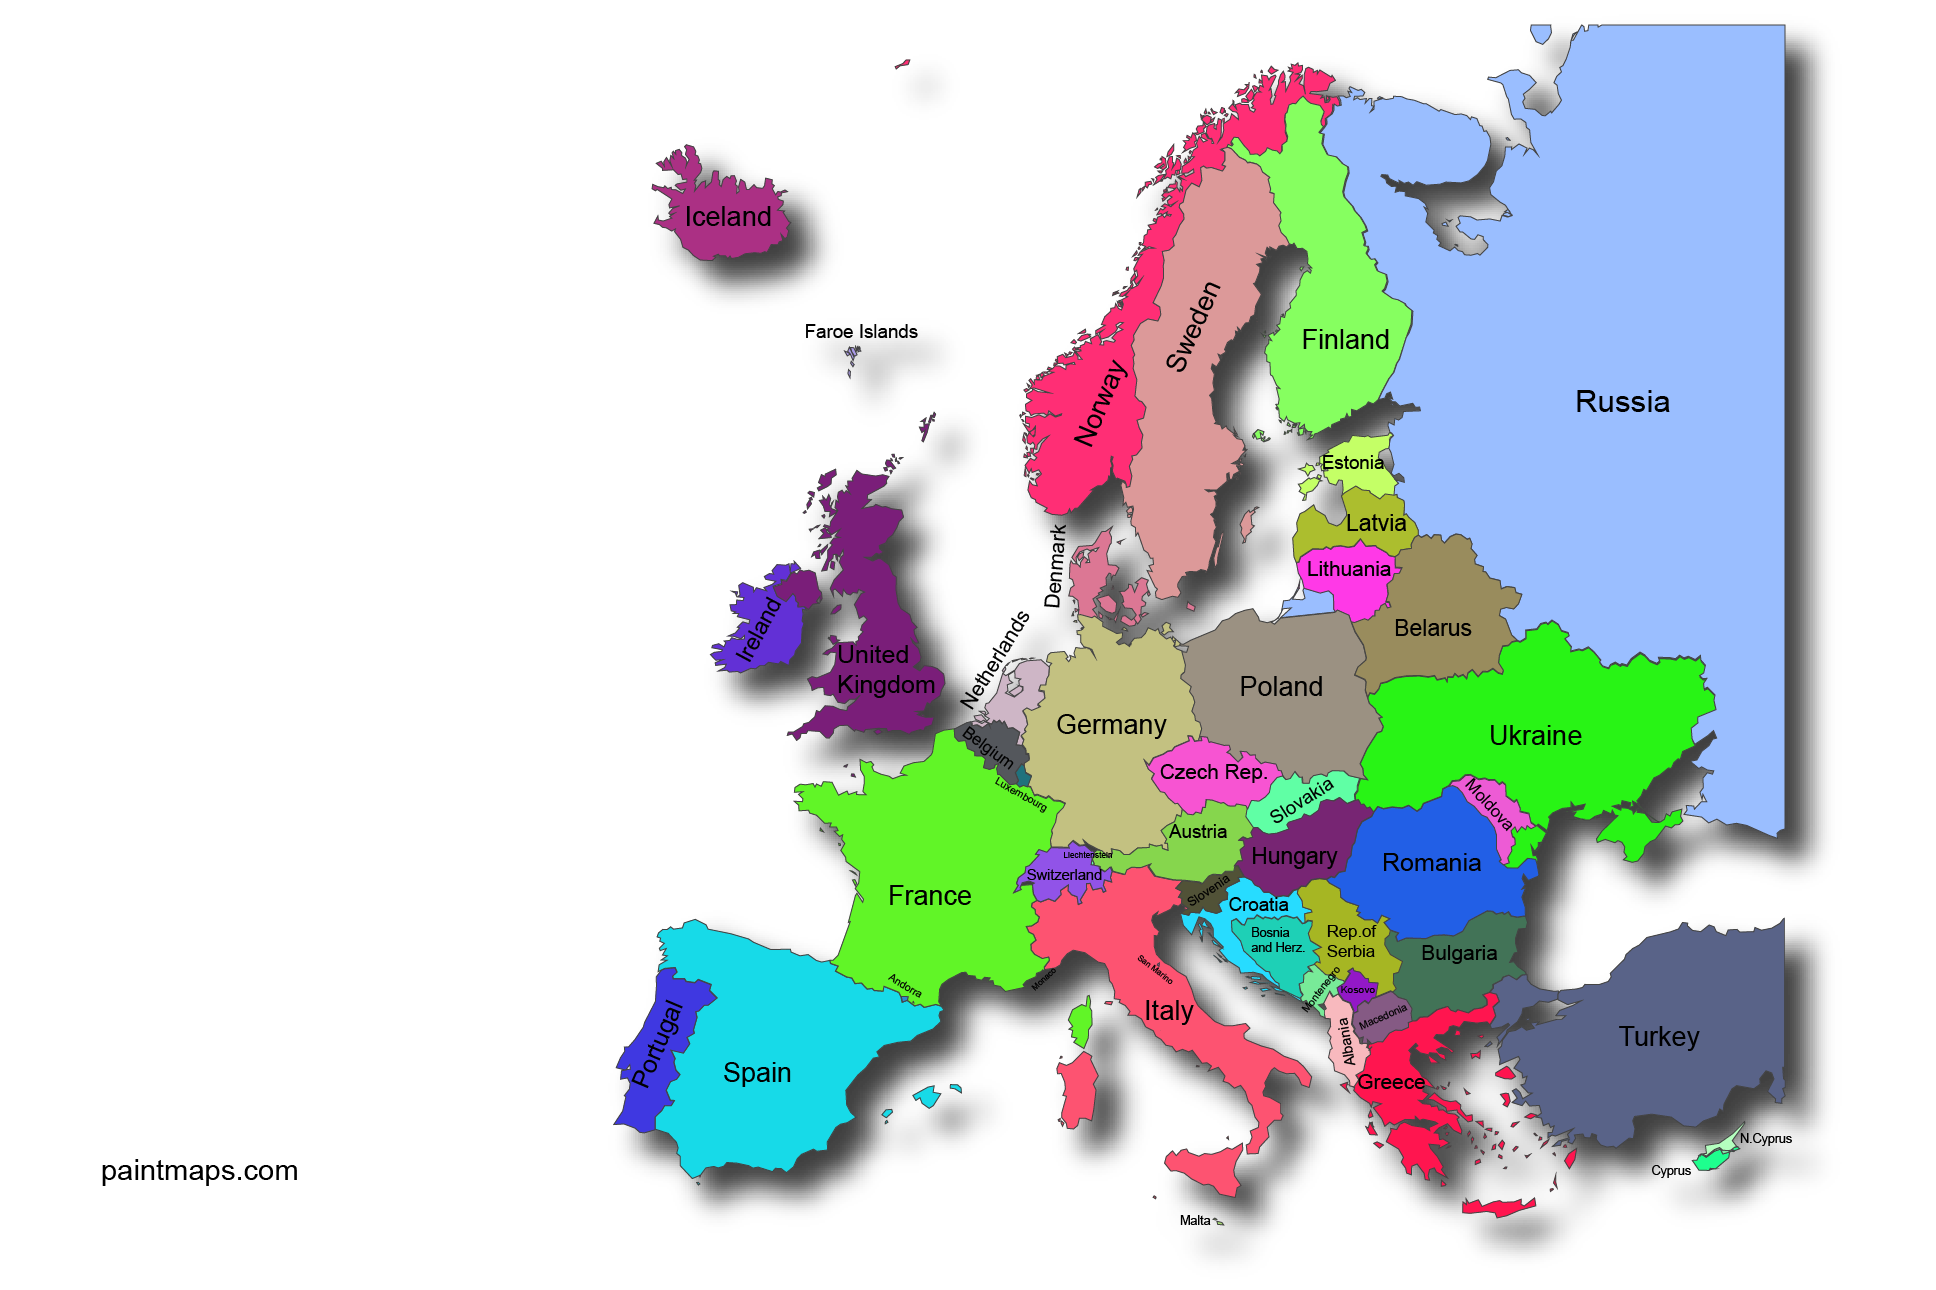 Iceland
Faroe Islands
Norway
Sweden
Finland
Russia
Estonia
Latvia
Lithuania
Denmark
Belarus
Ireland
United
Kingdom
Netherlands
Belgium
Germany
Poland
Ukraine
Luxembourg
Czech Rep.
Slovakia
Moldova
Austria
Liechtenstein
Switzerland
Hungary
Romania
France
Slovenia
Croatia
Bosnia
and Herz.
Rep.of
Serbia
Bulgaria
Andorra
Monaco
San Marino
Montenegro
Kosovo
Macedonia
Italy
Albania
Portugal
Spain
Greece
Turkey
N.Cyprus
Cyprus
Malta
paintmaps.com